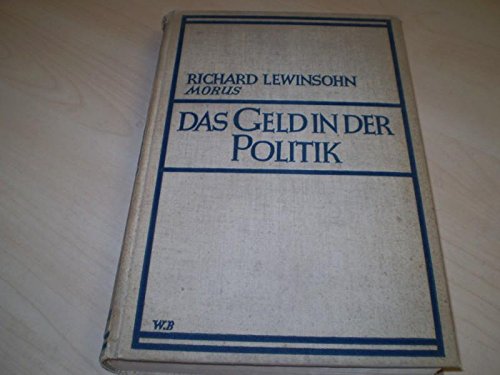 RICHARD LEWINSOHN
MORUS
DAS GELD IN DER
POLITIK
W.B